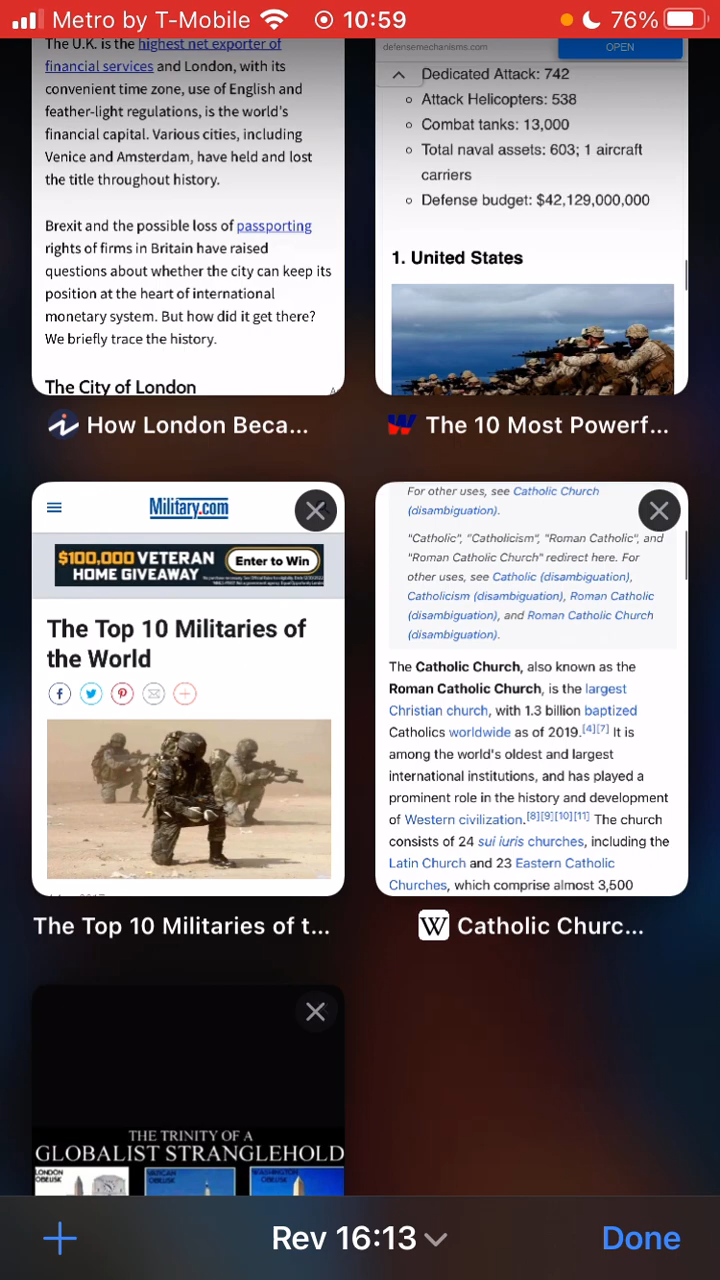 Metro by T-Mobile 10:59 76%
The U.K. is the highest net exporter of
financial services and London, with its
convenient time zone, use of English and
feather-light regulations, is the world's
financial capital. Various cities, including
Venice and Amsterdam, have held and lost
the title throughout history.
Brexit and the possible loss of passporting
rights of firms in Britain have raised
questions about whether the city can keep its
position at the heart of international
monetary system. But how did it get there?
We briefly trace the history.
The City of London
How London Beca...
defensemechanisms.com
OPEN
Dedicated Attack: 742
Attack Helicopters: 538
Combat tanks: 13,000
Total naval assets: 603; 1 aircraft
carriers
Defense budget: $42,129,000,000
1. United States
The 10 Most Powerf...
Military.com
$100,000 VETERAN
HOME GIVEAWAY
Enter to Win
The Top 10 Militaries of
the World
The Top 10 Militaries of t...
For other uses, see Catholic Church
(disambiguation).
"Catholic", "Catholicism", "Roman Catholic", and
"Roman Catholic Church" redirect here. For
other uses, see Catholic (disambiguation),
Catholicism (disambiguation), Roman Catholic
(disambiguation), and Roman Catholic Church
(disambiguation).
The Catholic Church, also known as the
Roman Catholic Church, is the largest
Christian church, with 1.3 billion baptized
Catholics worldwide as of 2019.[4][7] It is
among the world's oldest and largest
international institutions, and has played a
prominent role in the history and development
of Western civilization.[8][9][10][11] The church
consists of 24 sui iuris churches, including the
Latin Church and 23 Eastern Catholic
Churches, which comprise almost 3,500
W Catholic Churc...
THE TRINITY OF A
GLOBALIST STRANGLEHOLD
LONDON
OBELISK
VATICAN
OBELISK
WASHINGTON
OBELISK
Rev 16:13
Done